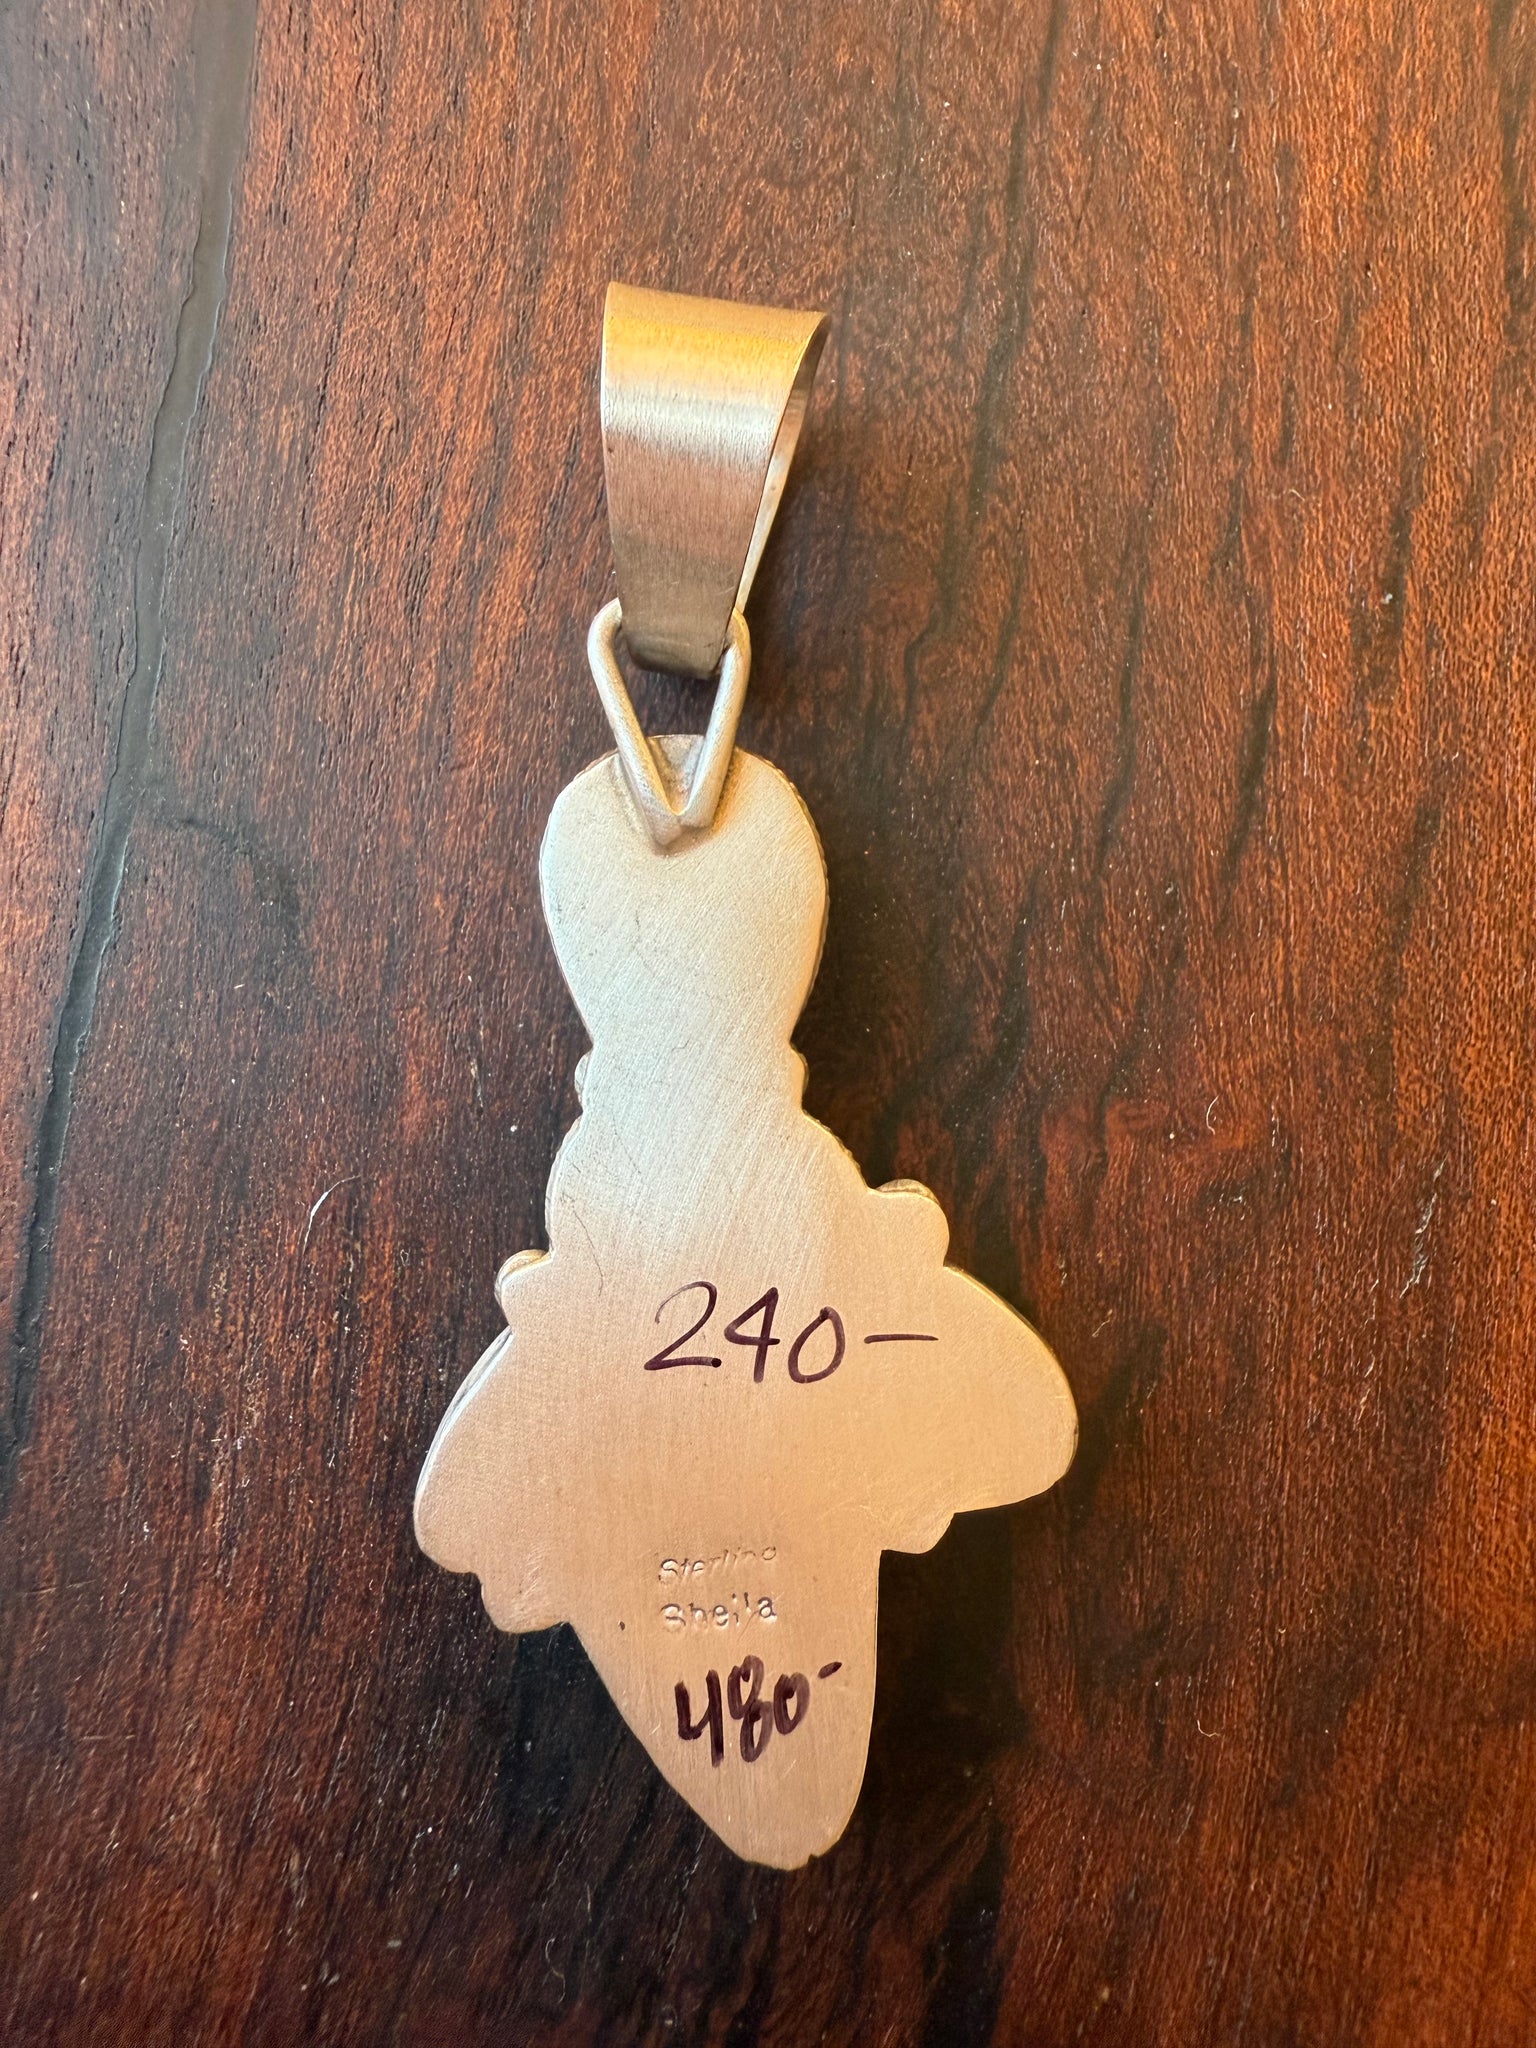 240-
Sterling
Sheila
480-